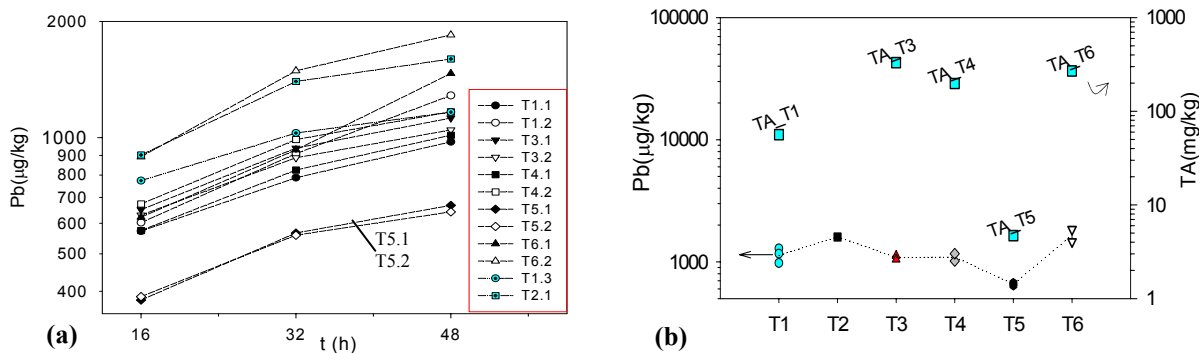 2000
1000
900
800
700
600
500
400
Pb(µg/kg)
16
32
48
t (h)
(a)
T5.1
T5.2
T1.1
T1.2
T3.1
T3.2
T4.1
T4.2
T5.1
T5.2
T6.1
T6.2
T1.3
T2.1
100000
10000
1000
Pb(µg/kg)
1000
100
10
1
TA(mg/kg)
TA_T1
TA_T3
TA_T4
TA_T5
TA_T6
T1
T2
T3
T4
T5
T6
(b)